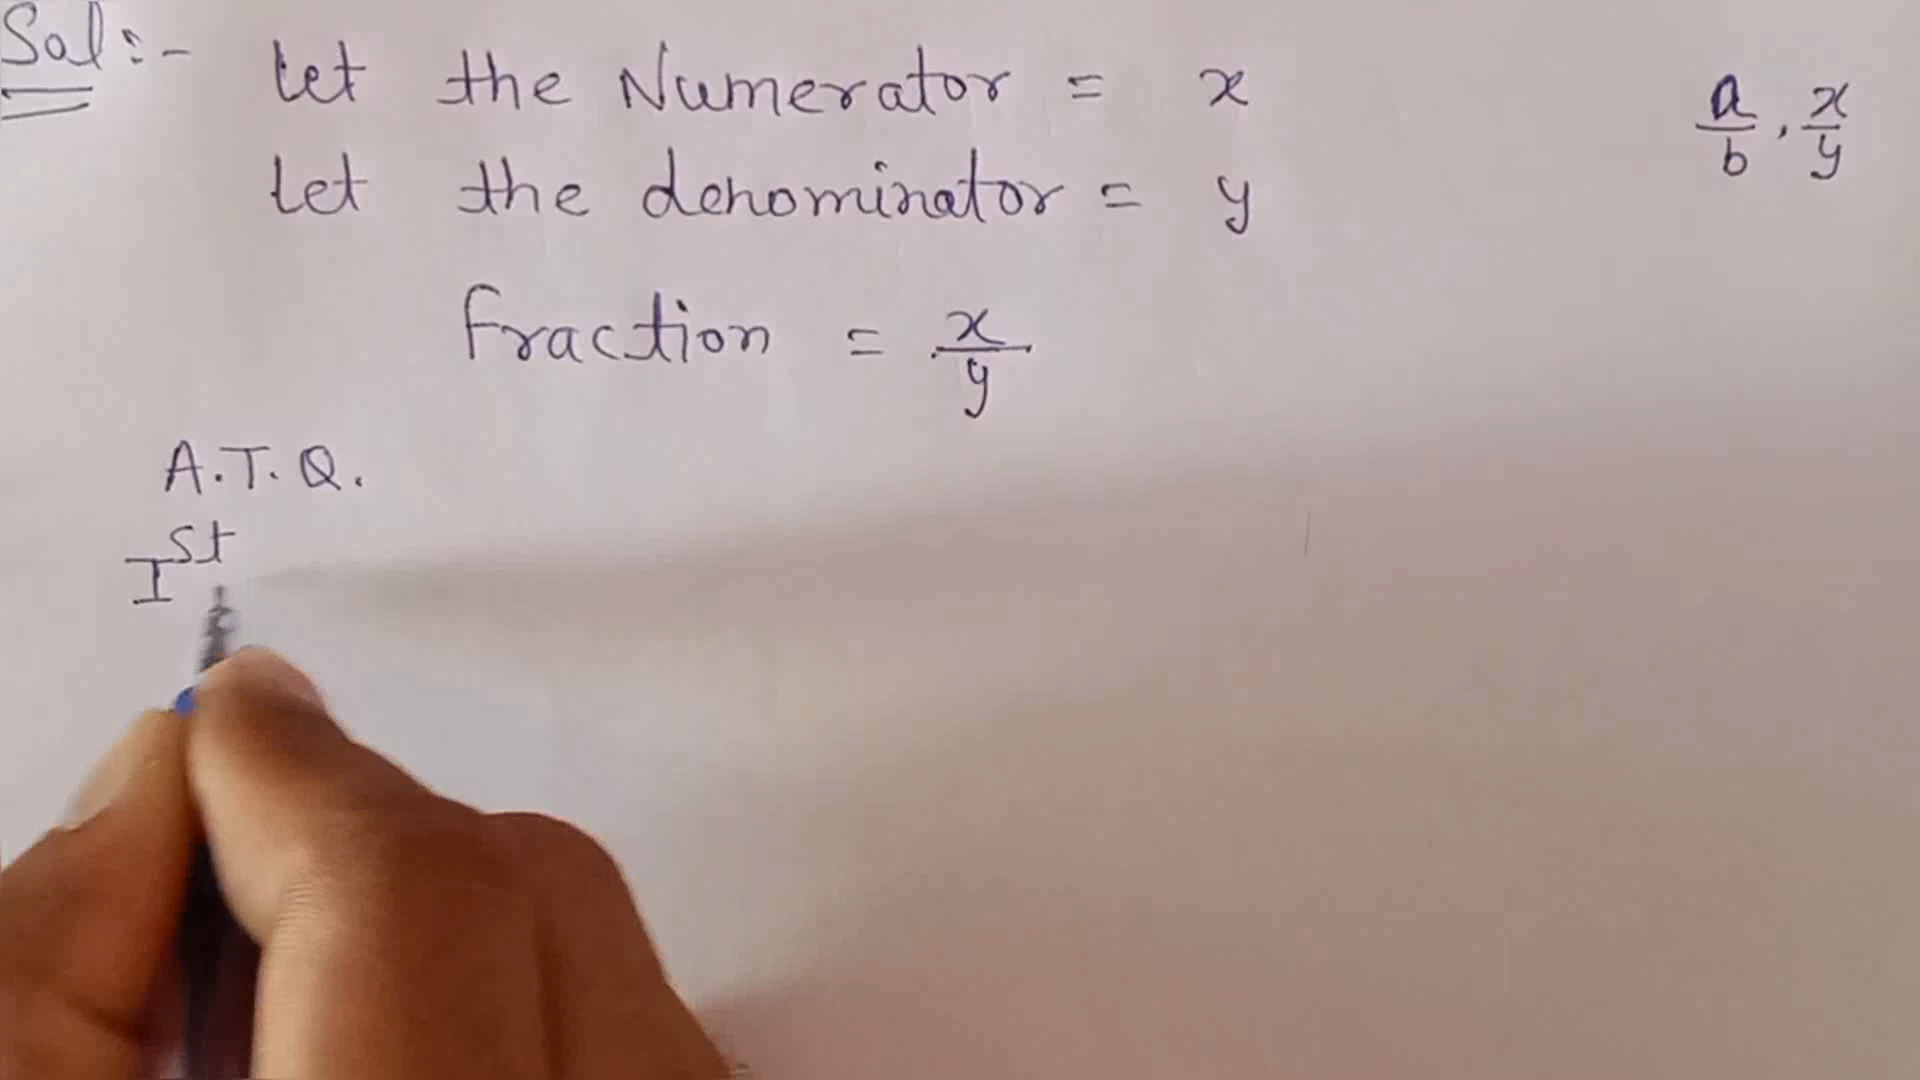 Sol :- Let the Numerator = x
Let the denominator = y
a/b , x/y
Fraction = x/y
A.T.Q.
I st